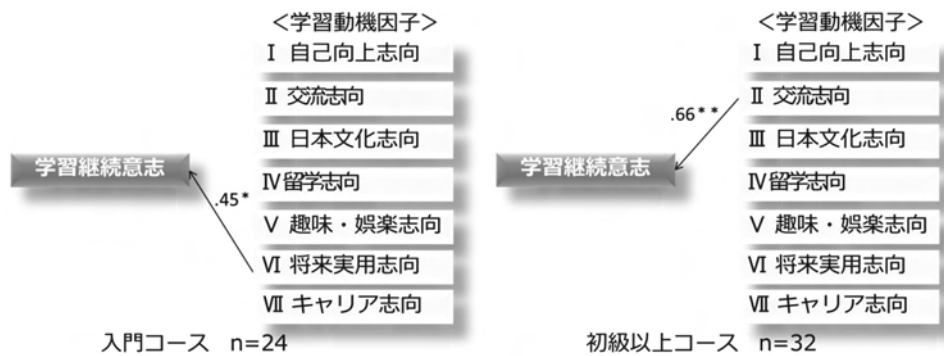 ＜学習動機因子＞
Ⅰ 自己向上志向
Ⅱ 交流志向
Ⅲ 日本文化志向
Ⅳ 留学志向
Ⅴ 趣味・娯楽志向
Ⅵ 将来実用志向
Ⅶ キャリア志向
学習継続意志
.45*
入門コース n=24
＜学習動機因子＞
Ⅰ 自己向上志向
Ⅱ 交流志向
Ⅲ 日本文化志向
Ⅳ 留学志向
Ⅴ 趣味・娯楽志向
Ⅵ 将来実用志向
Ⅶ キャリア志向
.66**
学習継続意志
初級以上コース n=32